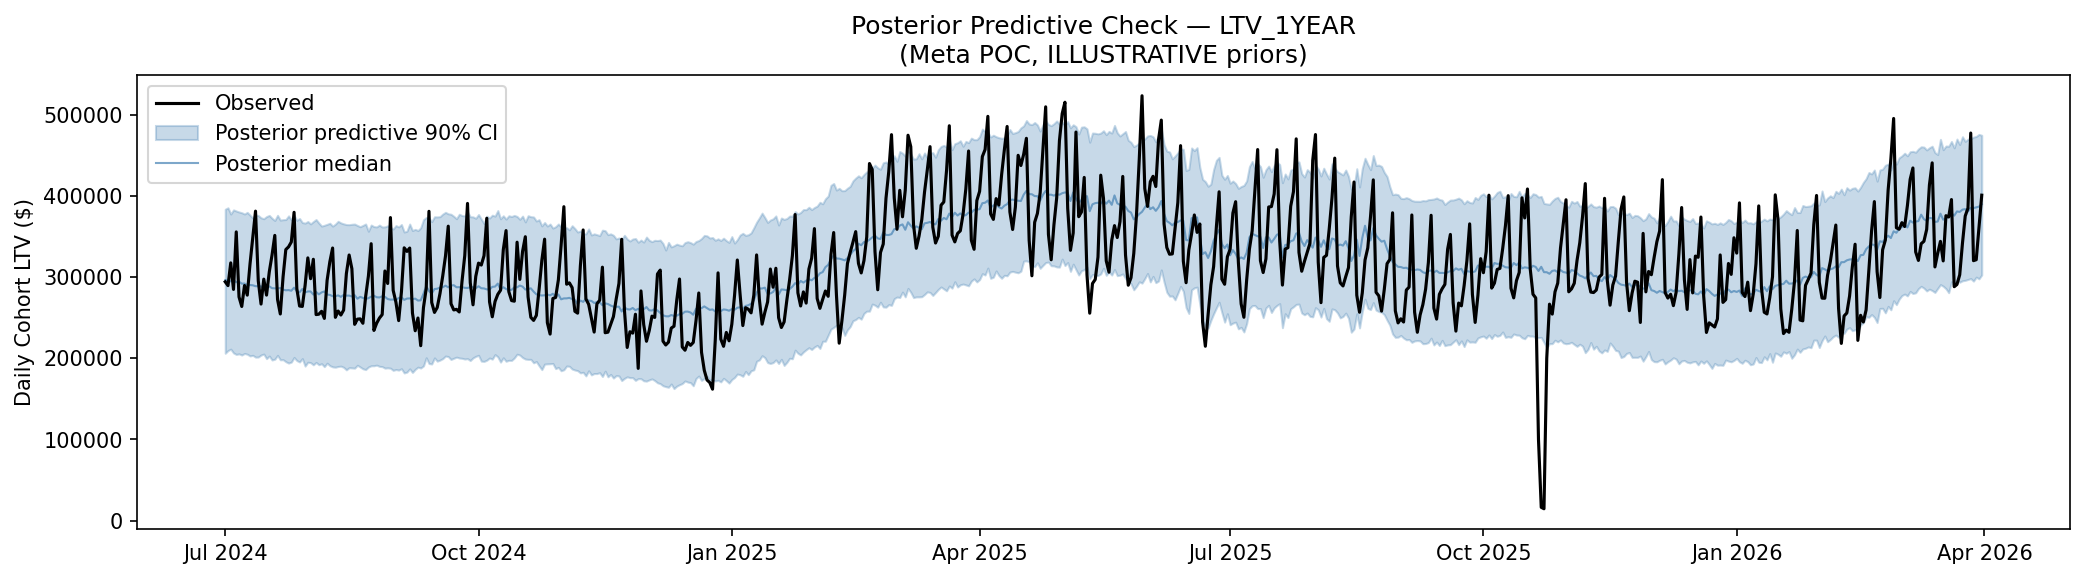 Posterior Predictive Check — LTV_1YEAR
(Meta POC, ILLUSTRATIVE priors)
Observed
Posterior predictive 90% CI
Posterior median
Daily Cohort LTV ($)
500000
400000
300000
200000
100000
0
Jul 2024
Oct 2024
Jan 2025
Apr 2025
Jul 2025
Oct 2025
Jan 2026
Apr 2026